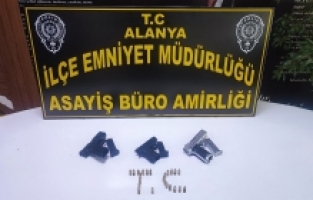 T.C
ALANYA
İLÇE EMNİYET MÜDÜRLÜĞÜ
ASAYİŞ BÜRO AMİRLİĞİ
T.C.